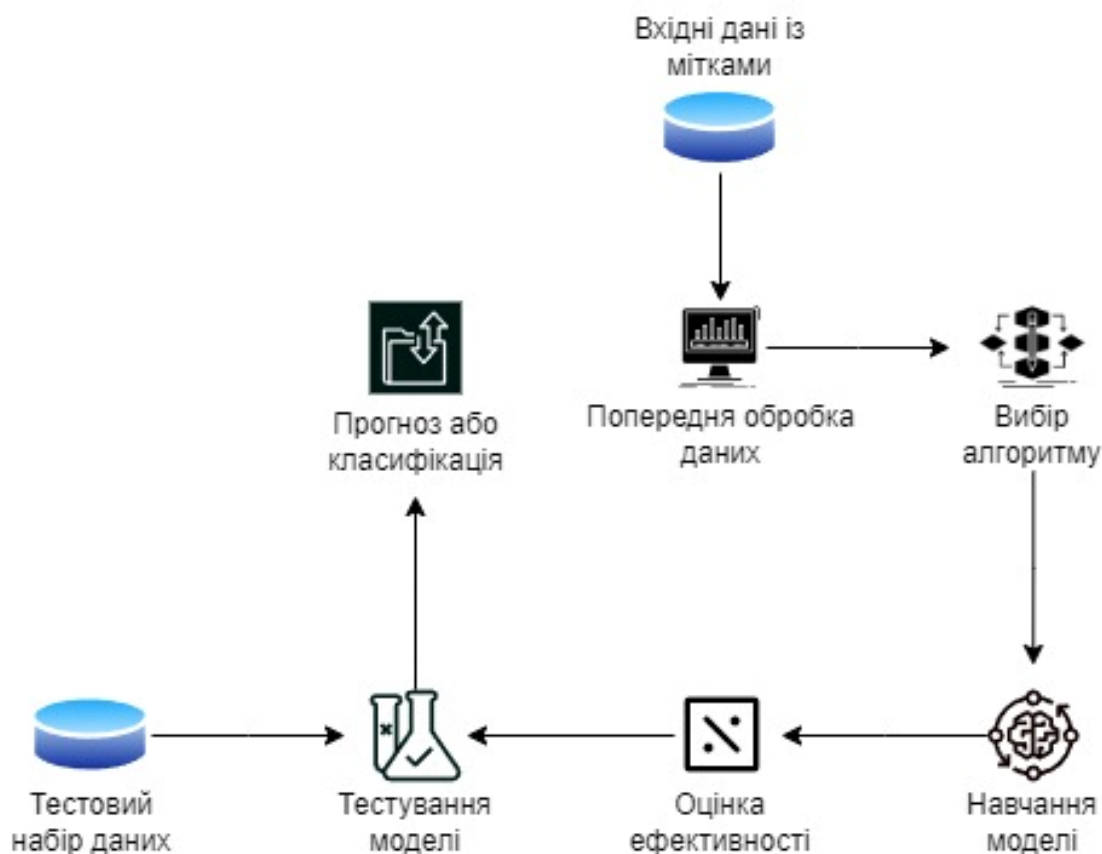 Вхідні дані із
мітками
Прогноз або
класифікація
Попередня обробка
даних
Вибір
алгоритму
Тестовий
набір даних
Тестування
моделі
Оцінка
ефективності
Навчання
моделі